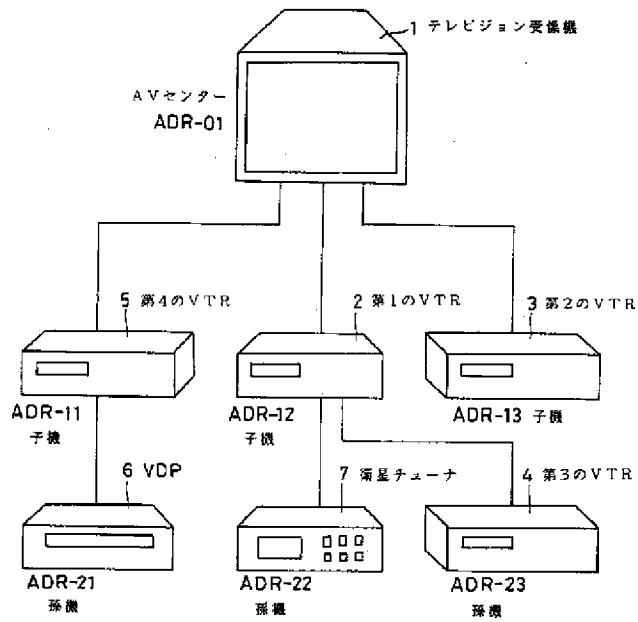 1 テレビジョン受像機
AVセンター
ADR-01
5 第4のVTR
2 第1のVTR
3 第2のVTR
ADR-11
子機
ADR-12
子機
ADR-13 子機
6 VDP
7 衛星チューナ
4 第3のVTR
ADR-21
孫機
ADR-22
孫機
ADR-23
孫機